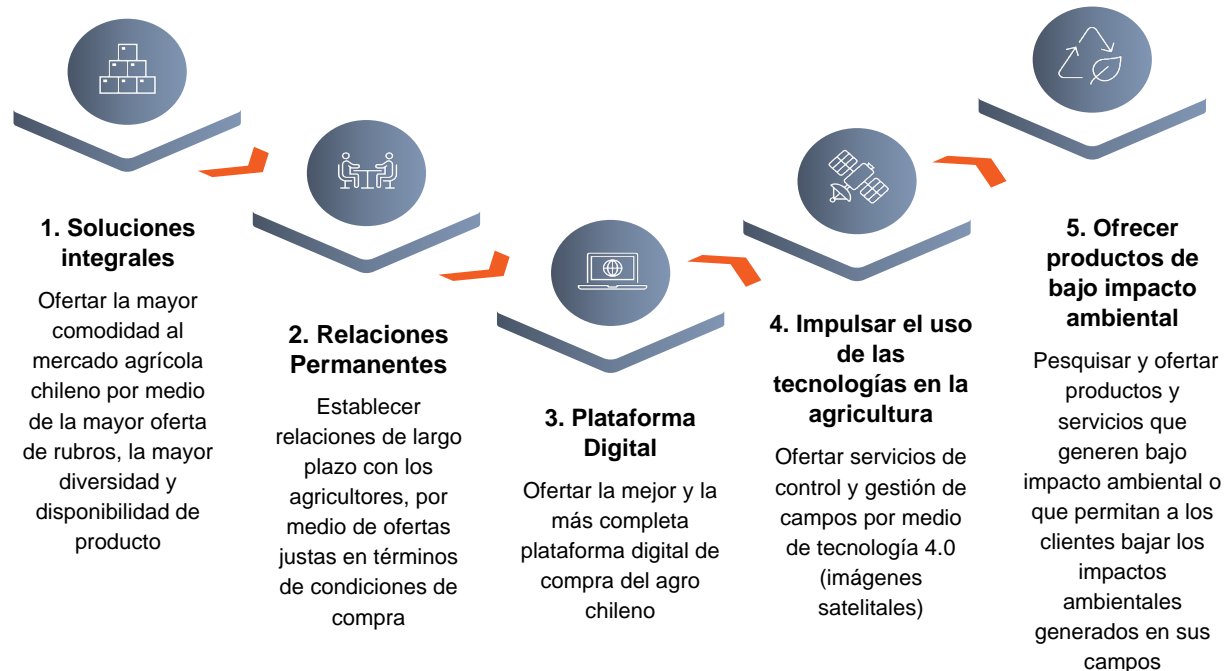 1. Soluciones
integrales
Ofertar la mayor
comodidad al
mercado agrícola
chileno por medio
de la mayor oferta
de rubros, la mayor
diversidad y
disponibilidad de
producto
2. Relaciones
Permanentes
Establecer
relaciones de largo
plazo con los
agricultores, por
medio de ofertas
justas en términos
de condiciones de
compra
3. Plataforma
Digital
Ofertar la mejor y la
más completa
plataforma digital de
compra del agro
chileno
4. Impulsar el uso
de las
tecnologías en la
agricultura
Ofertar servicios de
control y gestión de
campos por medio
de tecnología 4.0
(imágenes
satelitales)
5. Ofrecer
productos de
bajo impacto
ambiental
Pesquisar y ofertar
productos y
servicios que
generen bajo
impacto ambiental o
que permitan a los
clientes bajar los
impactos
ambientales
generados en sus
campos